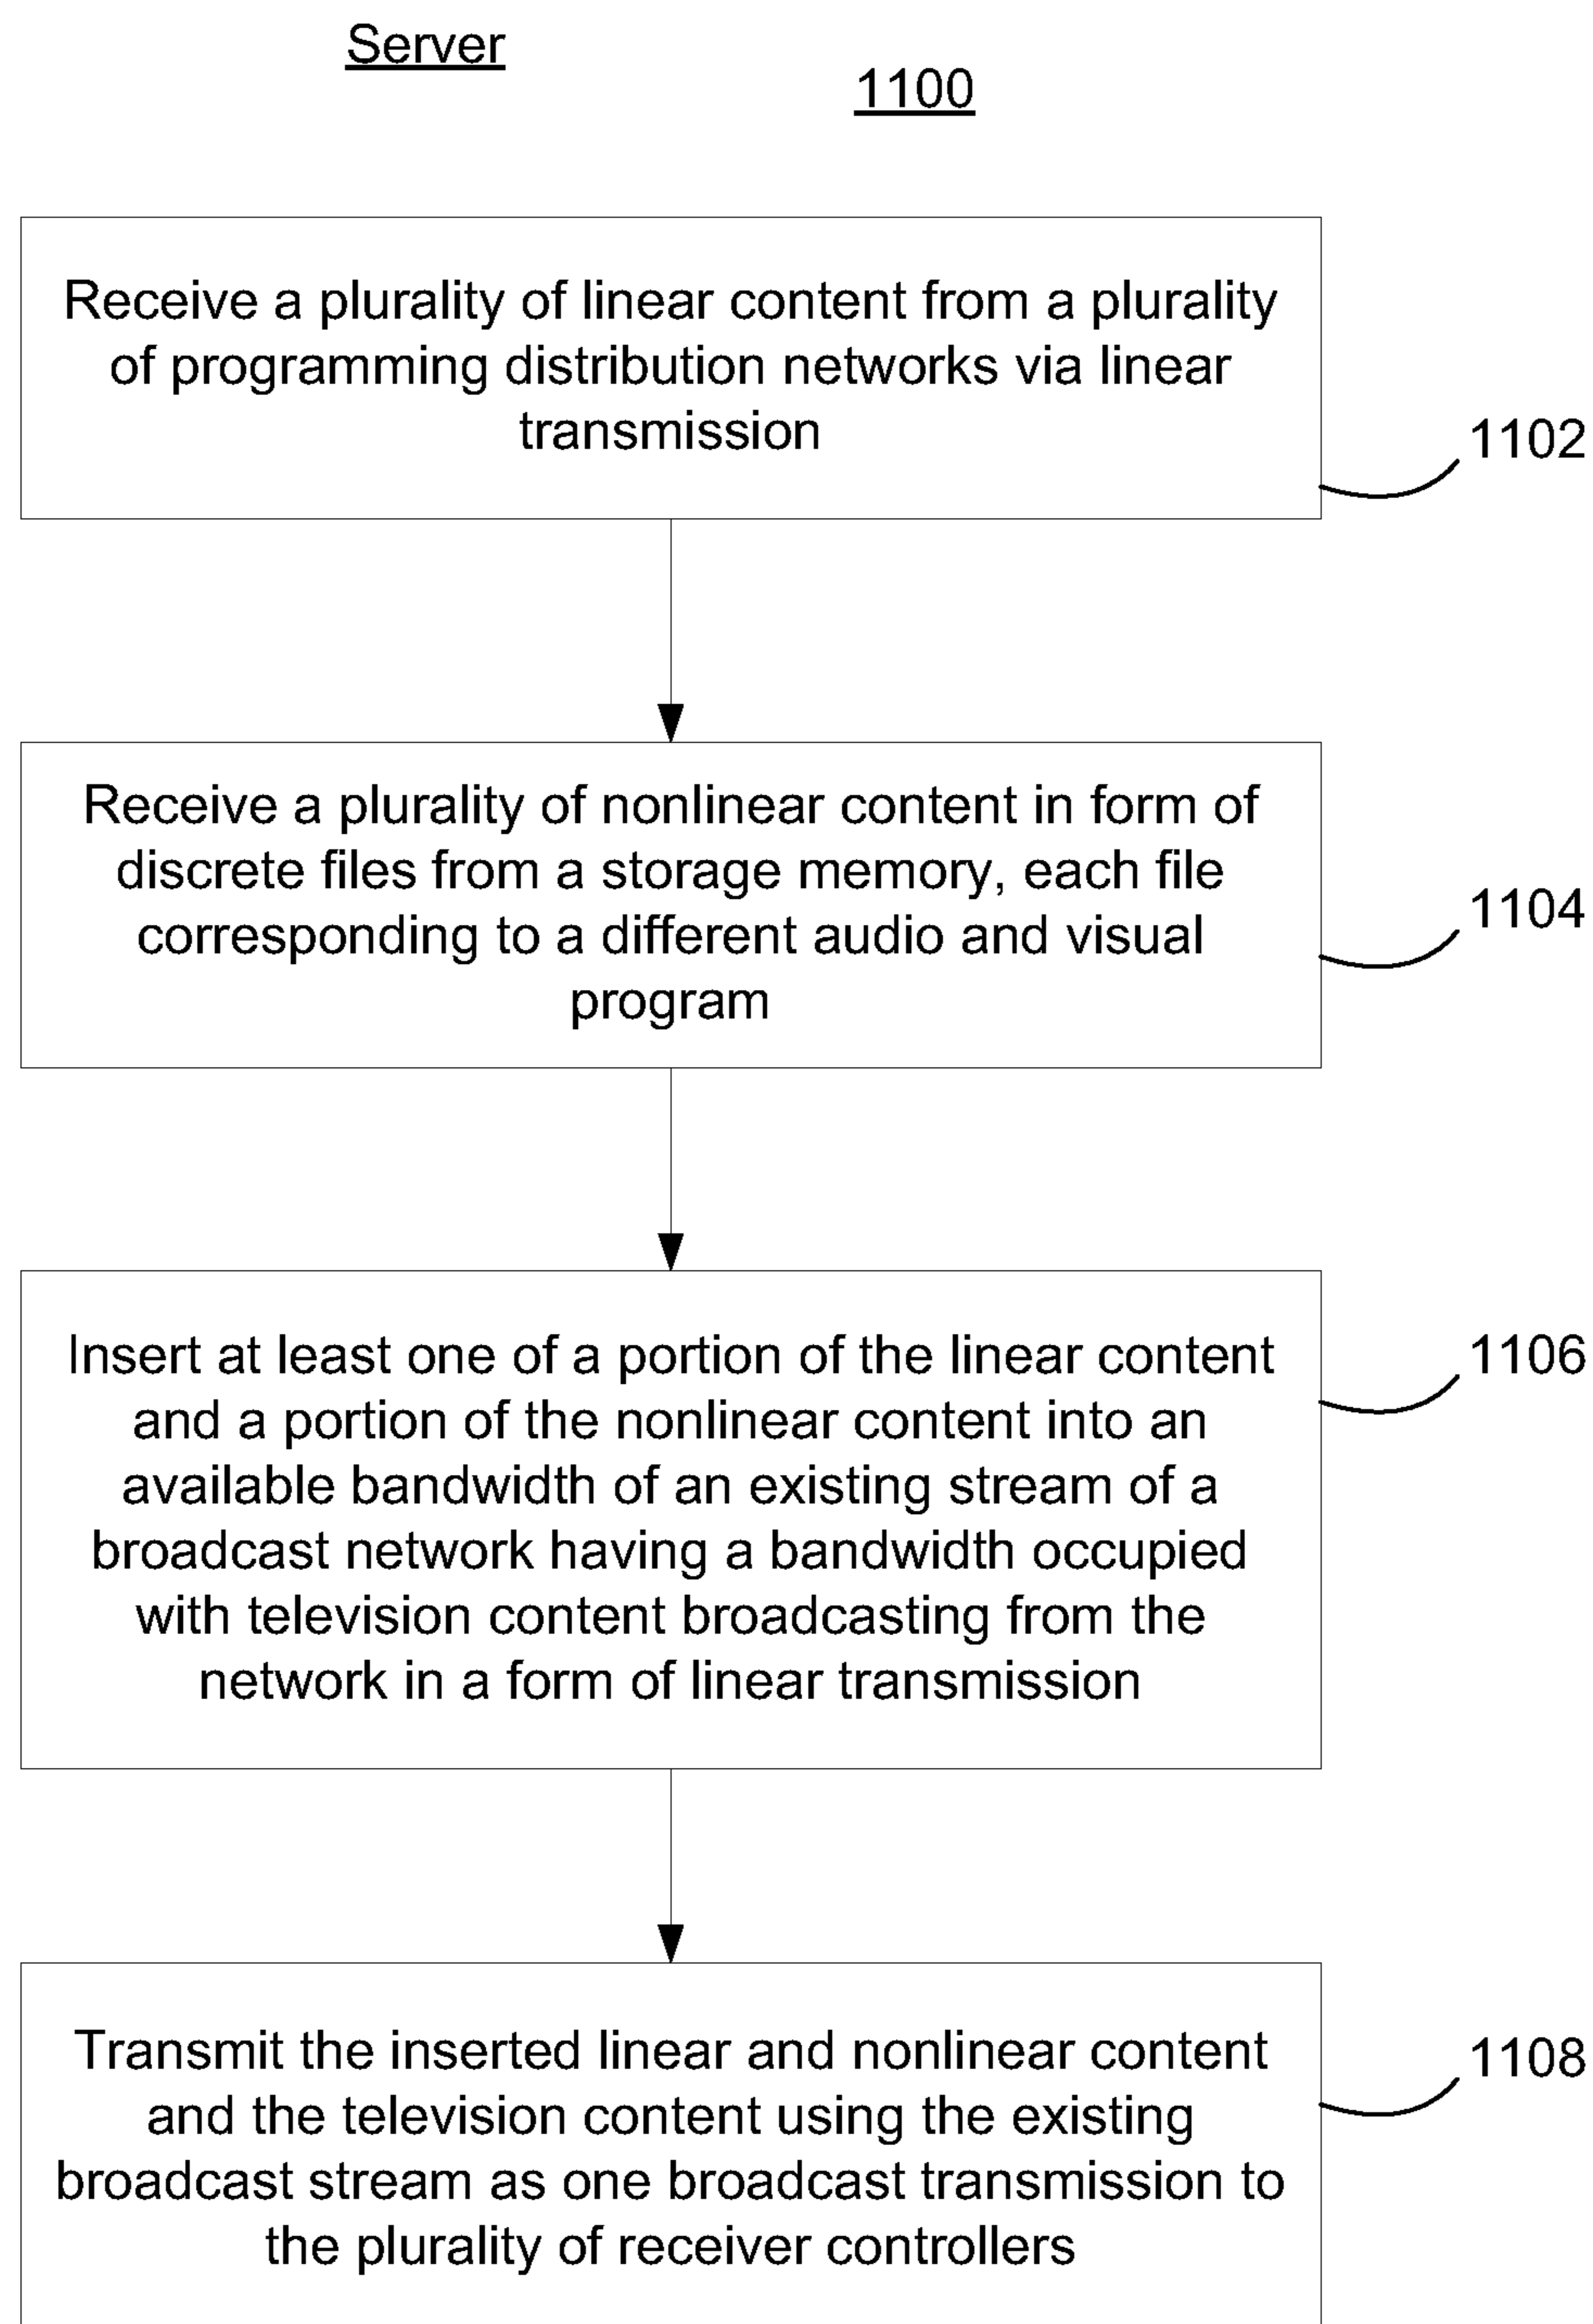 Server
1100
Receive a plurality of linear content from a plurality
of programming distribution networks via linear
transmission
1102
Receive a plurality of nonlinear content in form of
discrete files from a storage memory, each file
corresponding to a different audio and visual
program
1104
Insert at least one of a portion of the linear content
and a portion of the nonlinear content into an
available bandwidth of an existing stream of a
broadcast network having a bandwidth occupied
with television content broadcasting from the
network in a form of linear transmission
1106
Transmit the inserted linear and nonlinear content
and the television content using the existing
broadcast stream as one broadcast transmission to
the plurality of receiver controllers
1108